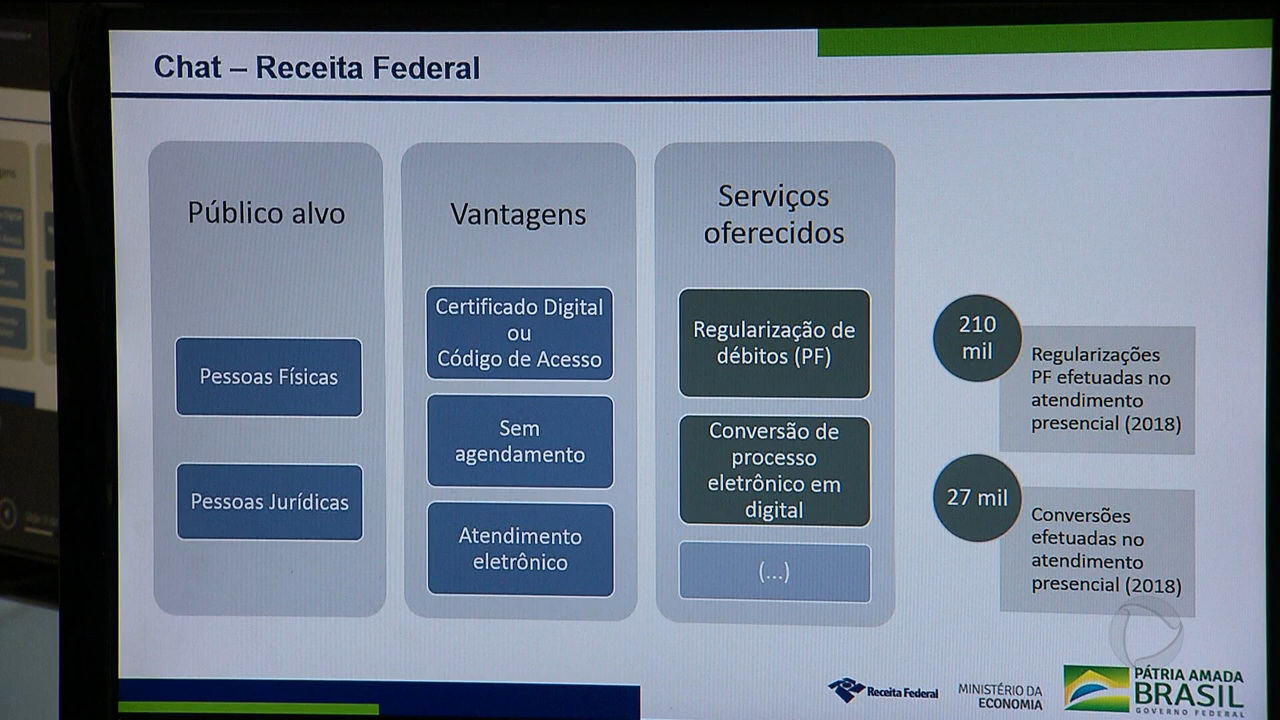 Chat – Receita Federal
Público alvo
Pessoas Físicas
Pessoas Jurídicas
Vantagens
Certificado Digital
ou
Código de Acesso
Sem
agendamento
Atendimento
eletrônico
Serviços
oferecidos
Regularização de
débitos (PF)
Conversão de
processo
eletrônico em
digital
(...)
210
mil
Regularizações
PF efetuadas no
atendimento
presencial (2018)
27 mil
Conversões
efetuadas no
atendimento
presencial (2018)
Receita Federal
MINISTÉRIO DA
ECONOMIA
PÁTRIA AMADA
BRASIL
GOVERNO FEDERAL